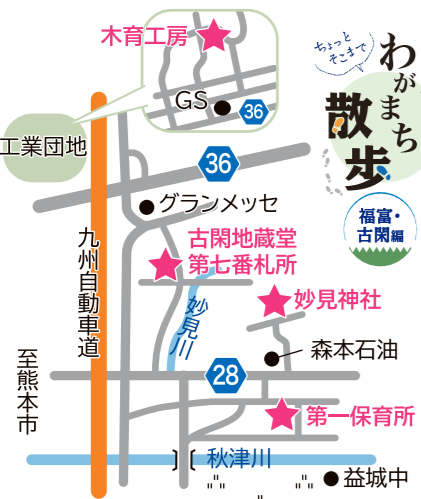 ちょっと
そこまで
わがまち
散歩
福富・
古閑編
木育工房
GS
36
工業団地
36
グランメッセ
古閑地蔵堂
第七番札所
九州自動車道
妙見川
妙見神社
森本石油
至熊本市
28
第一保育所
秋津川
益城中